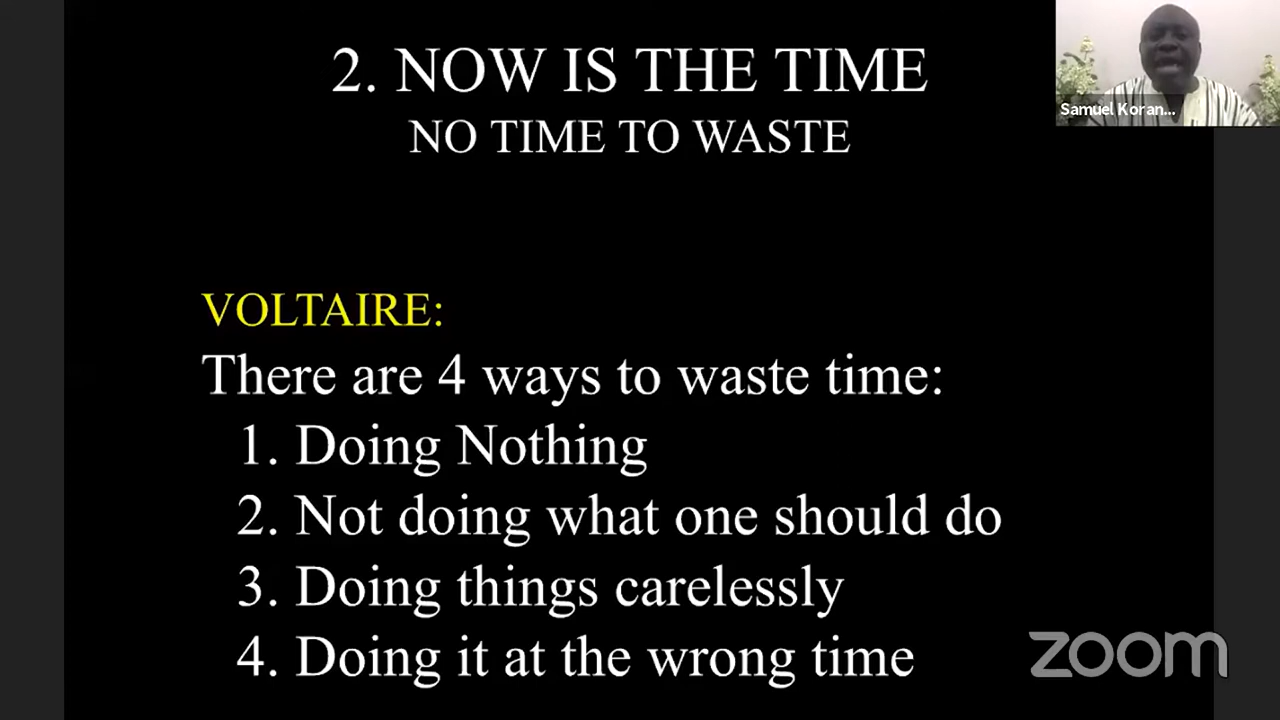 2. NOW IS THE TIME
NO TIME TO WASTE
Samuel Koran...
VOLTAIRE:
There are 4 ways to waste time:
1. Doing Nothing
2. Not doing what one should do
3. Doing things carelessly
4. Doing it at the wrong time
zoom